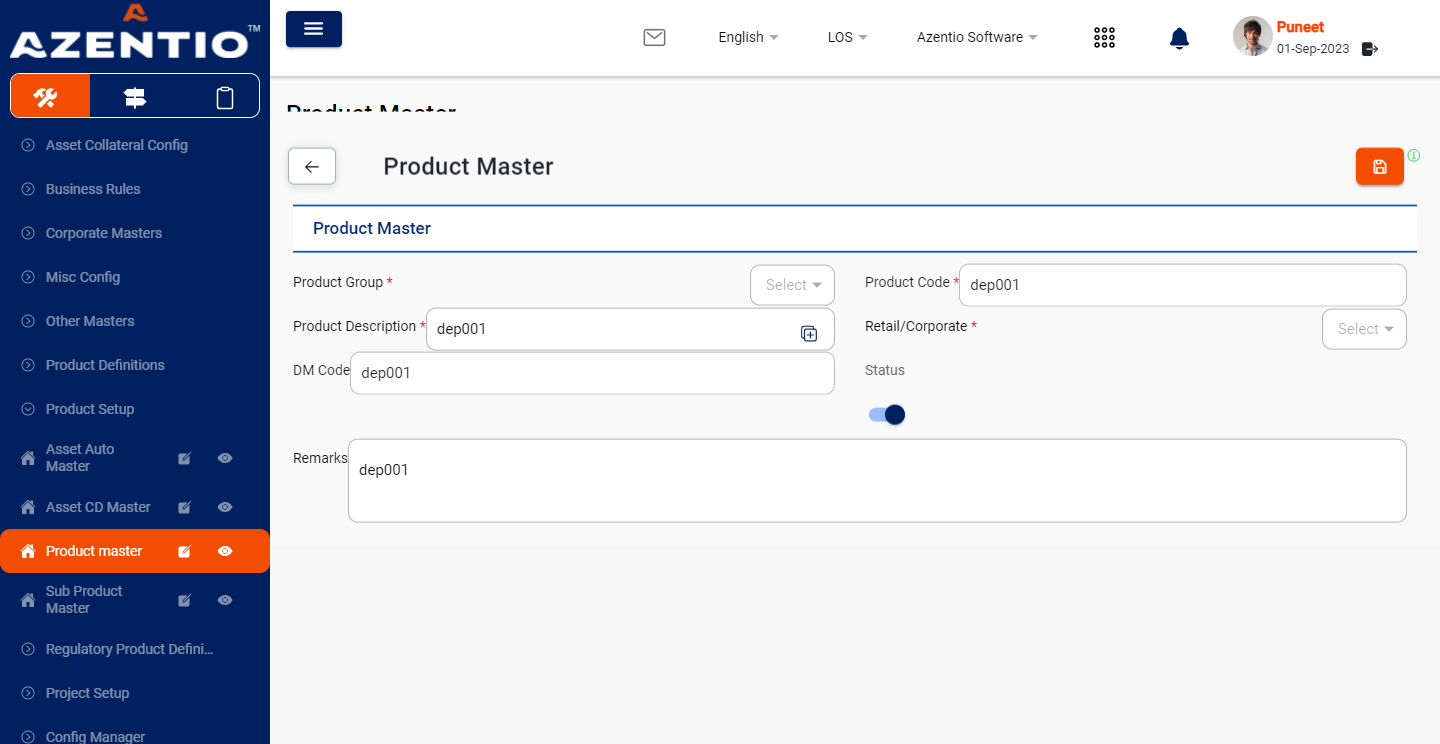 AZENTIO™
English
LOS
Azentio Software
Puneet
01-Sep-2023
Asset Collateral Config
Business Rules
Corporate Masters
Misc Config
Other Masters
Product Definitions
Product Setup
Asset Auto
Master
Asset CD Master
Product master
Sub Product
Master
Regulatory Product Defini...
Project Setup
Config Manager
Product Master
Product Master
Product Master
Product Group *
Select
Product Code *
dep001
Product Description *
dep001
Retail/Corporate *
Select
DM Code
dep001
Status
Remarks
dep001